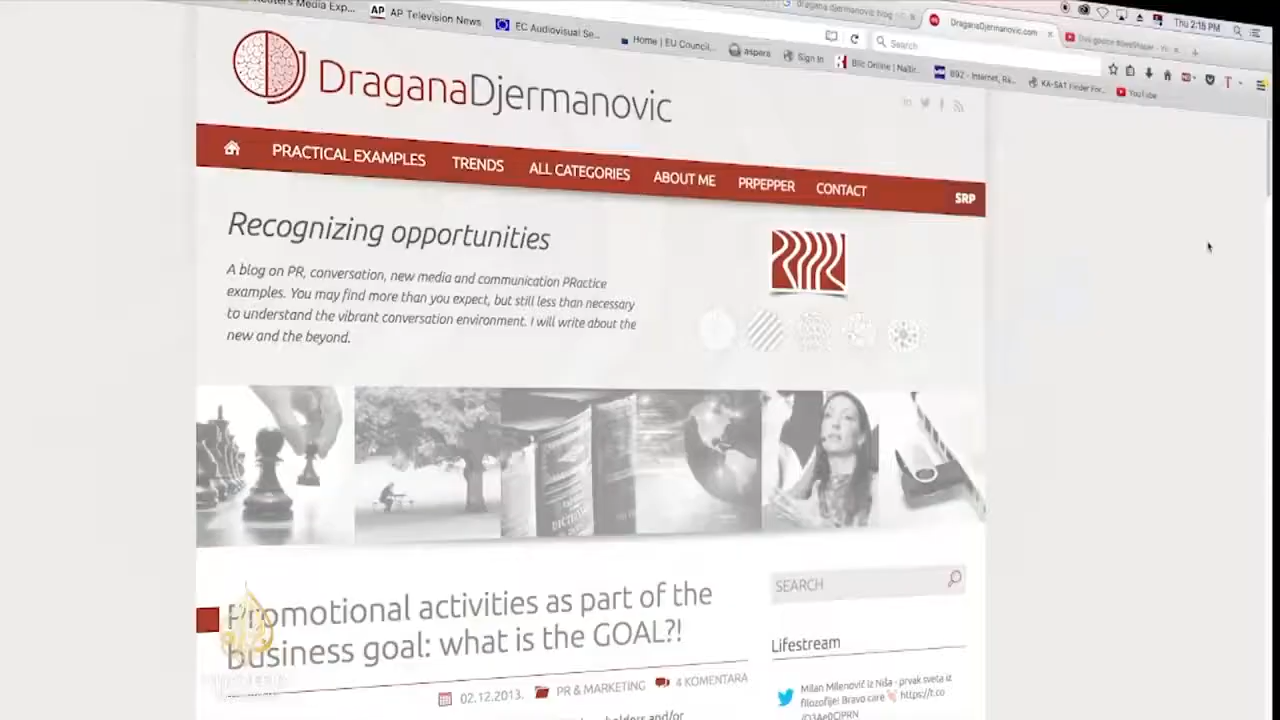 Reuters Media Exp...
AP AP Television News
EC Audiovisual Se...
Home | EU Council...
aspera
Sign In
Blic Online | Naslov...
B92 - Internet, Ra...
KA-SAT Finder For...
YouTube
dragana djermanovic blog
DraganaDjermanovic.com
Thu 2:15 PM
Search
DraganaDjermanovic
PRACTICAL EXAMPLES
TRENDS
ALL CATEGORIES
ABOUT ME
PRPEPPER
CONTACT
SRP
Recognizing opportunities
A blog on PR, conversation, new media and communication PRactice
examples. You may find more than you expect, but still less than necessary
to understand the vibrant conversation environment. I will write about the
new and the beyond.
Promotional activities as part of the
business goal: what is the GOAL?!
02.12.2013.
PR & MARKETING
4 KOMENTARA
SEARCH
Lifestream
Milan Milenović iz Niša - prvak sveta iz
filozofije! Bravo care https://t.co